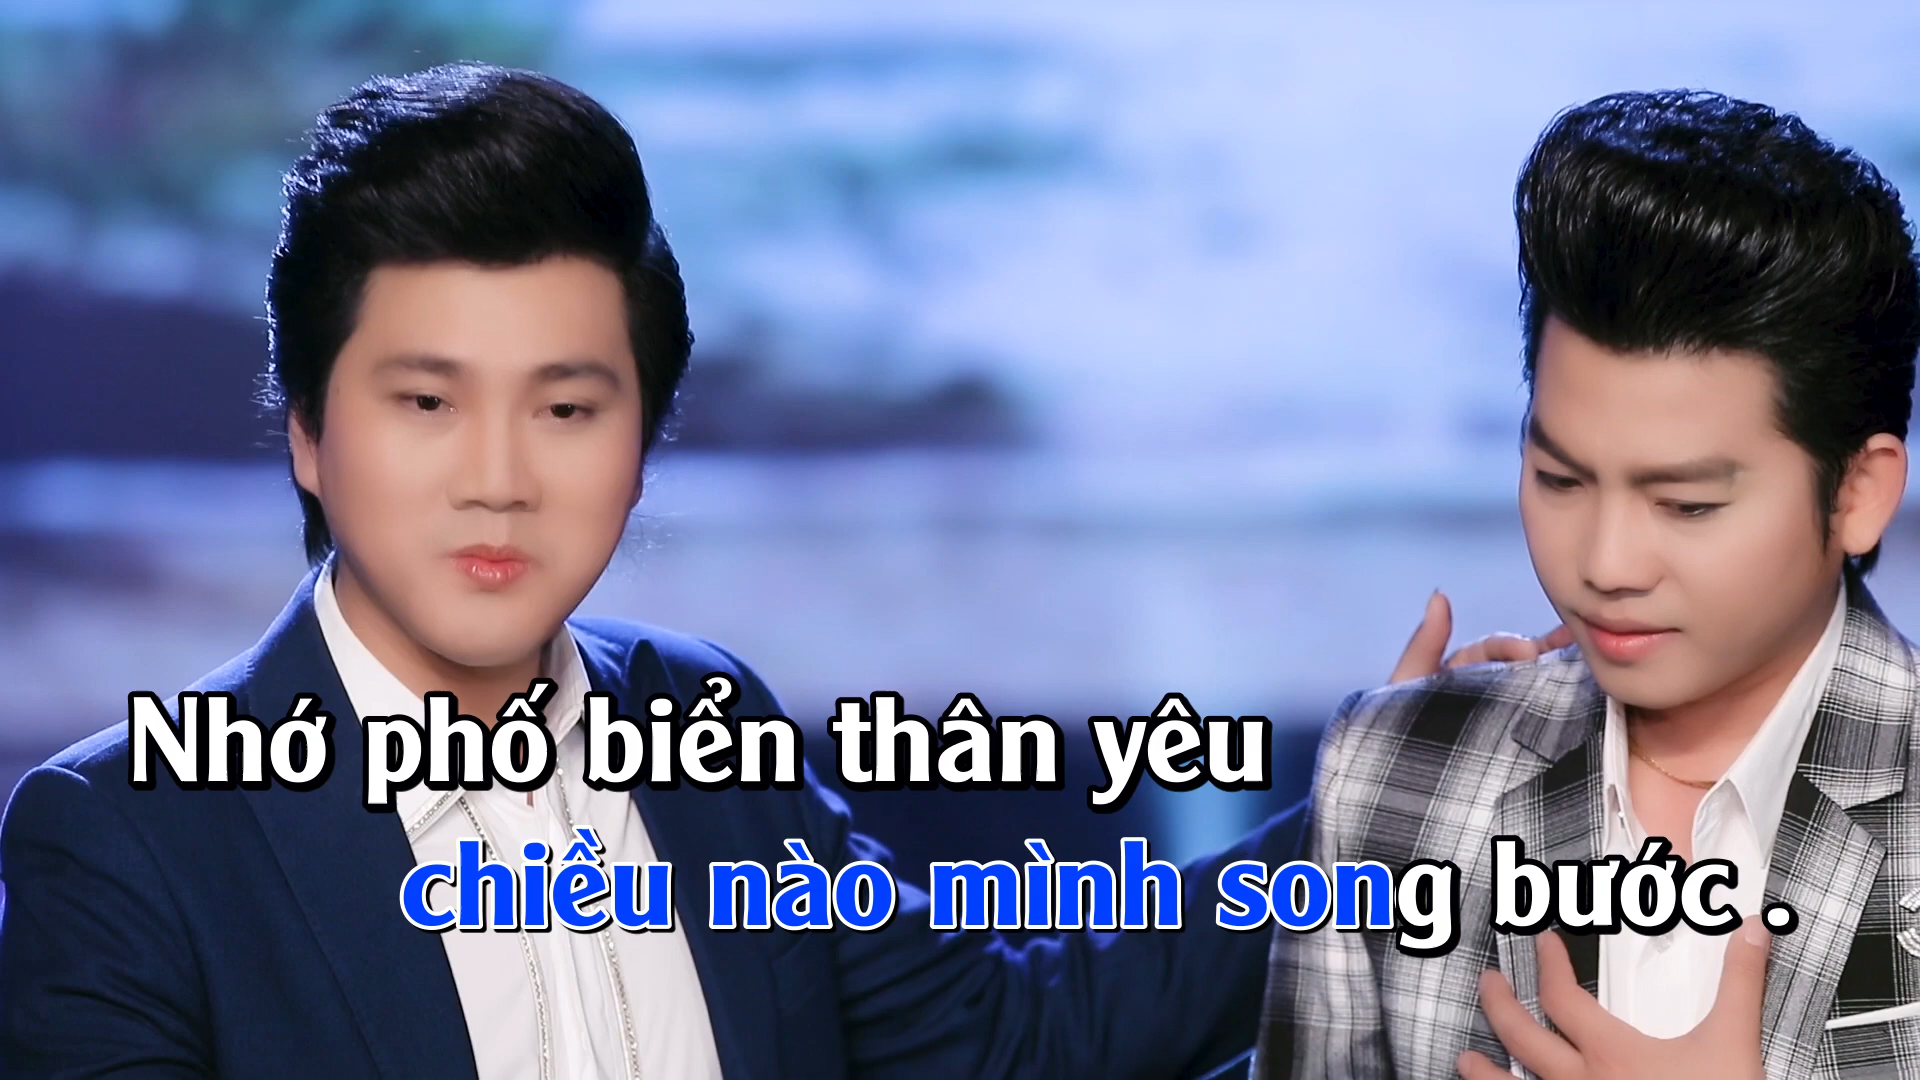 Nhớ phố biển thân yêu
chiều nào mình song bước .